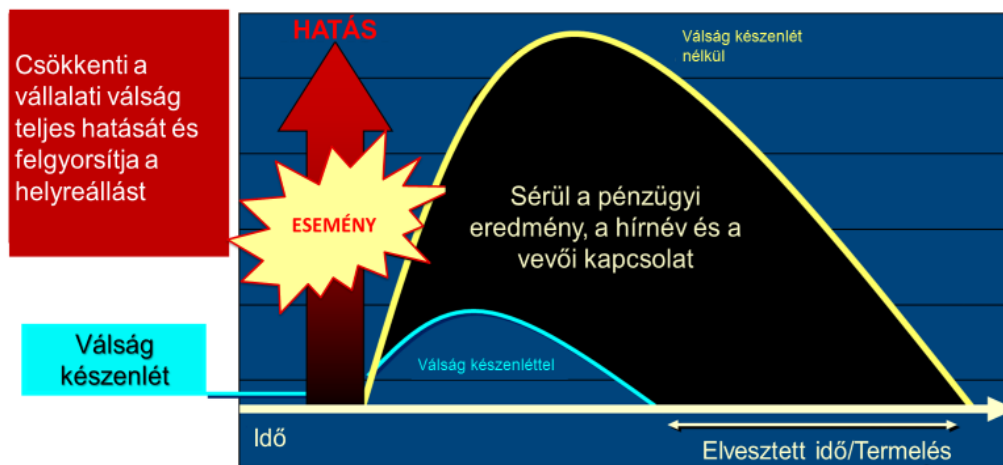 Csökkenti a
vállalati válság
teljes hatását és
felgyorsítja a
helyreállást
HATÁS
Válság készenlét
nélkül
ESEMÉNY
Sérül a pénzügyi
eredmény, a hírnév és a
vevői kapcsolat
Válság
készenlét
Válság készenléttel
Idő
Elvesztett idő/Termelés